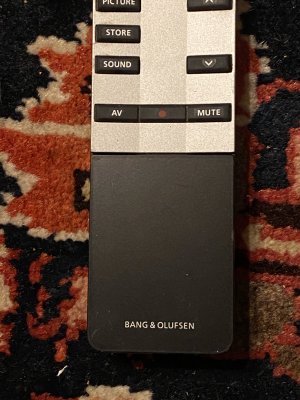 PICTURE
STORE
SOUND
AV MUTE
BANG & OLUFSEN